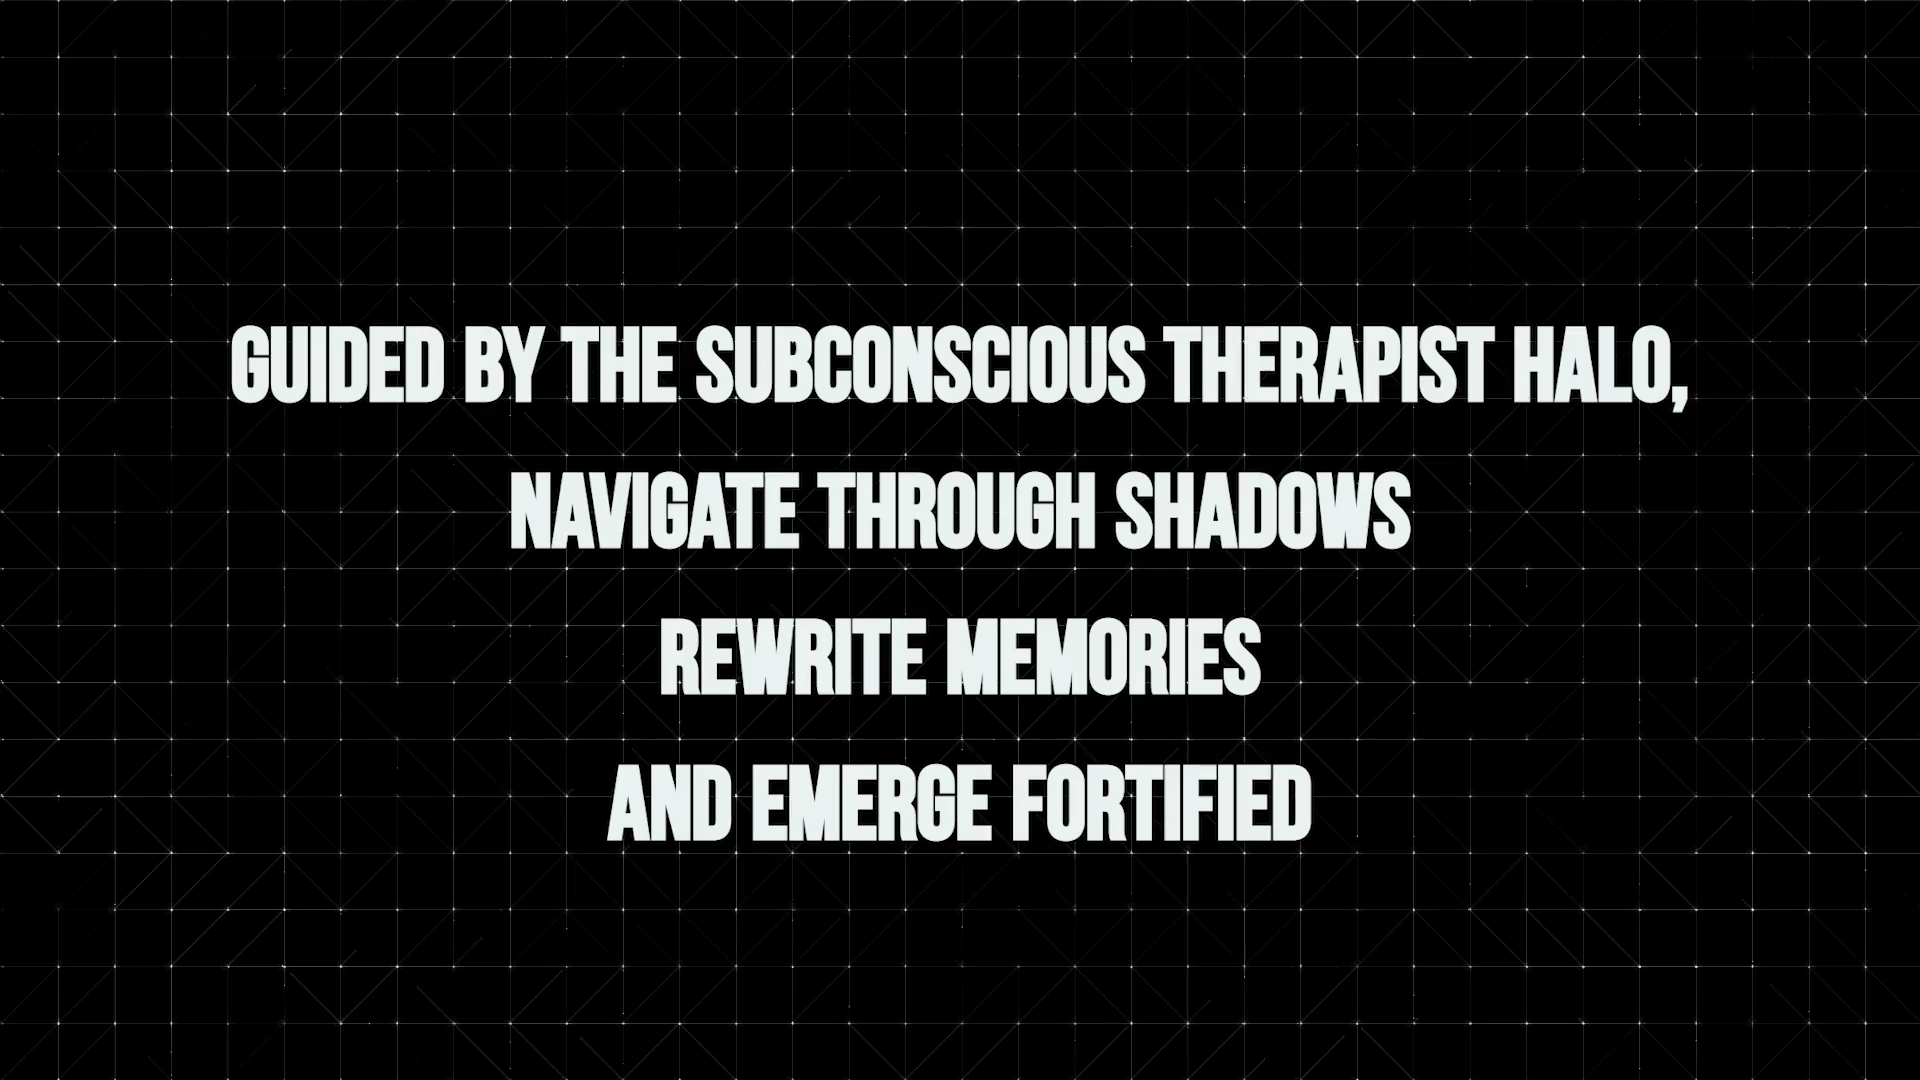 GUIDED BY THE SUBCONSCIOUS THERAPIST HALO,
NAVIGATE THROUGH SHADOWS
REWRITE MEMORIES
AND EMERGE FORTIFIED